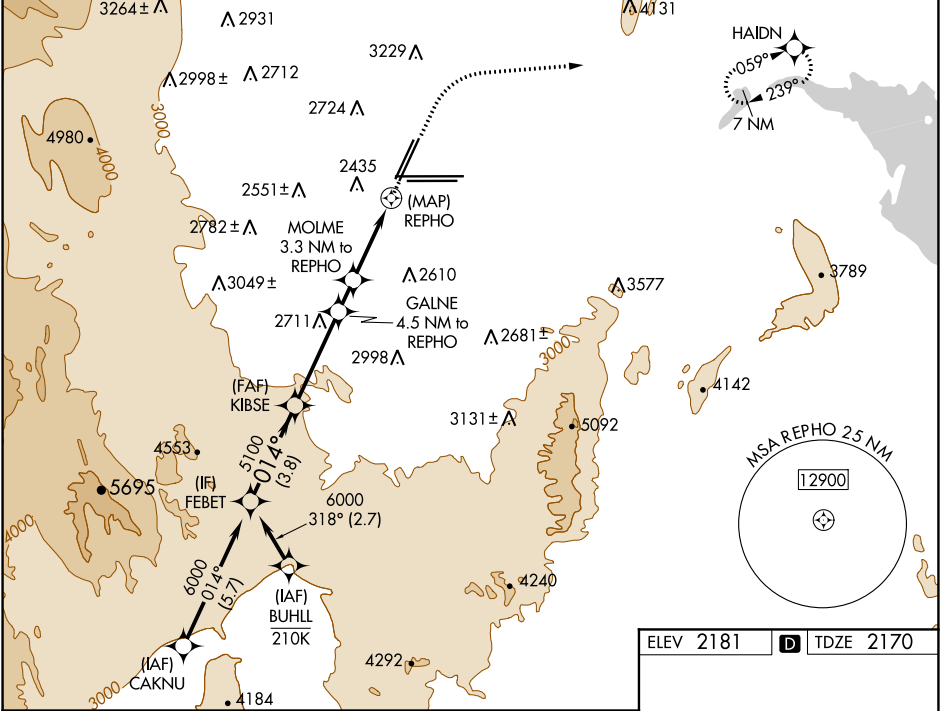 3264±
2931
4131
HAIDN
3229
059°
2998±
2712
239°
3000
2724
7 NM
4980
4000
2435
2551±
(MAP)
REPHO
2782±
MOLME
3.3 NM to
REPHO
3049±
2610
3577
3789
GALNE
4.5 NM to
REPHO
2711
2681±
3000
2998
(FAF)
KIBSE
4142
3131±
5092
MSA REPHO 25 NM
4553
5100
014°
(3.8)
12900
5695
(IF)
FEBET
6000
318° (2.7)
4000
6000
014°
(5.7)
4240
(IAF)
BUHLL
210K
ELEV 2181
D
TDZE 2170
(IAF)
CAKNU
4292
3000
4184